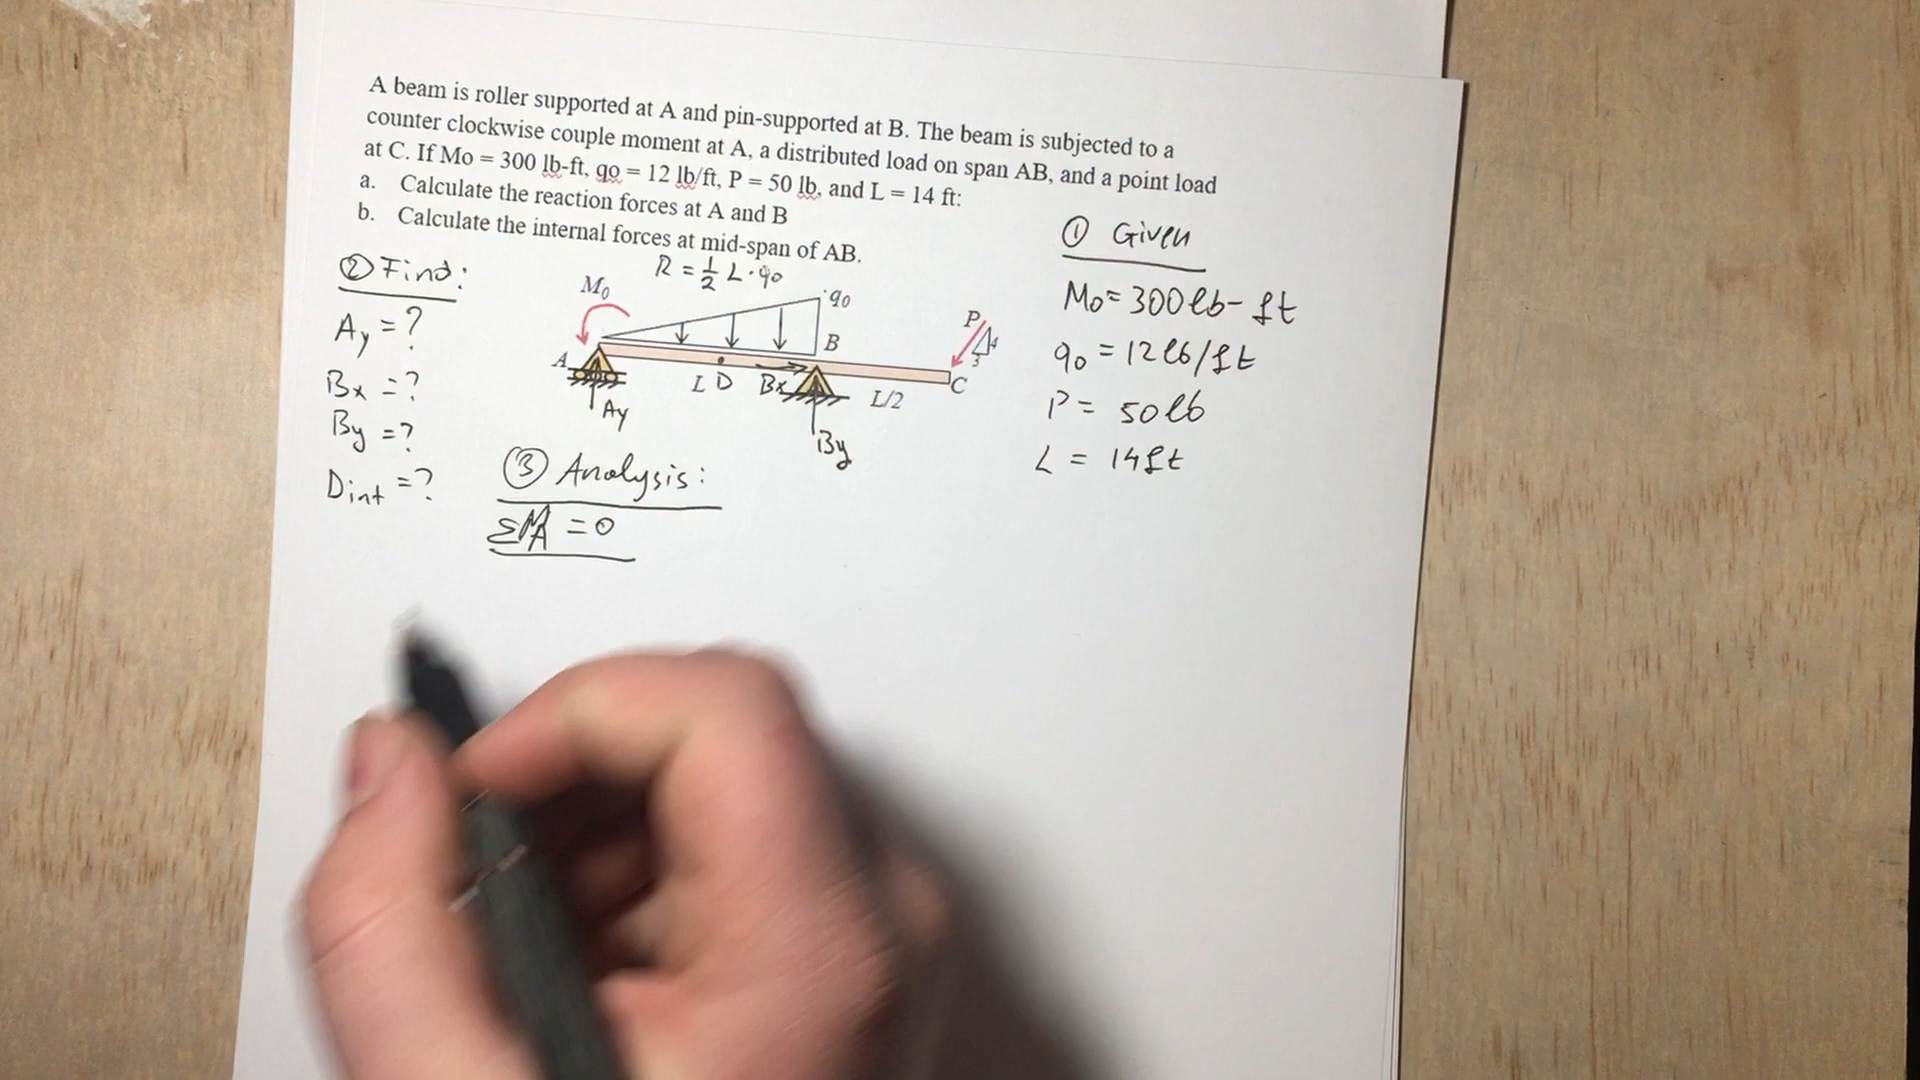 A beam is roller supported at A and pin-supported at B. The beam is subjected to a
counter clockwise couple moment at A, a distributed load on span AB, and a point load
at C. If Mo = 300 lb-ft, qo = 12 lb/ft, P = 50 lb, and L = 14 ft:
a. Calculate the reaction forces at A and B
b. Calculate the internal forces at mid-span of AB.
① Given
Mo = 300 lb-ft
qo = 12 lb/ft
P = 50 lb
L = 14 ft
② Find:
Ay = ?
Bx = ?
By = ?
Dint = ?
R = 1/2 L · qo
M0
q0
B
P
4
3
A
L D Bx
L/2
C
Ay
By
③ Analysis:
ΣMA = 0